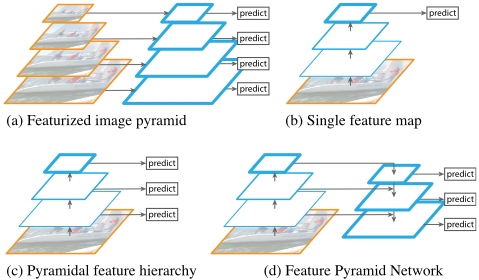 predict
predict
predict
predict
(a) Featurized image pyramid
predict
(b) Single feature map
predict
predict
predict
(c) Pyramidal feature hierarchy
predict
predict
predict
(d) Feature Pyramid Network